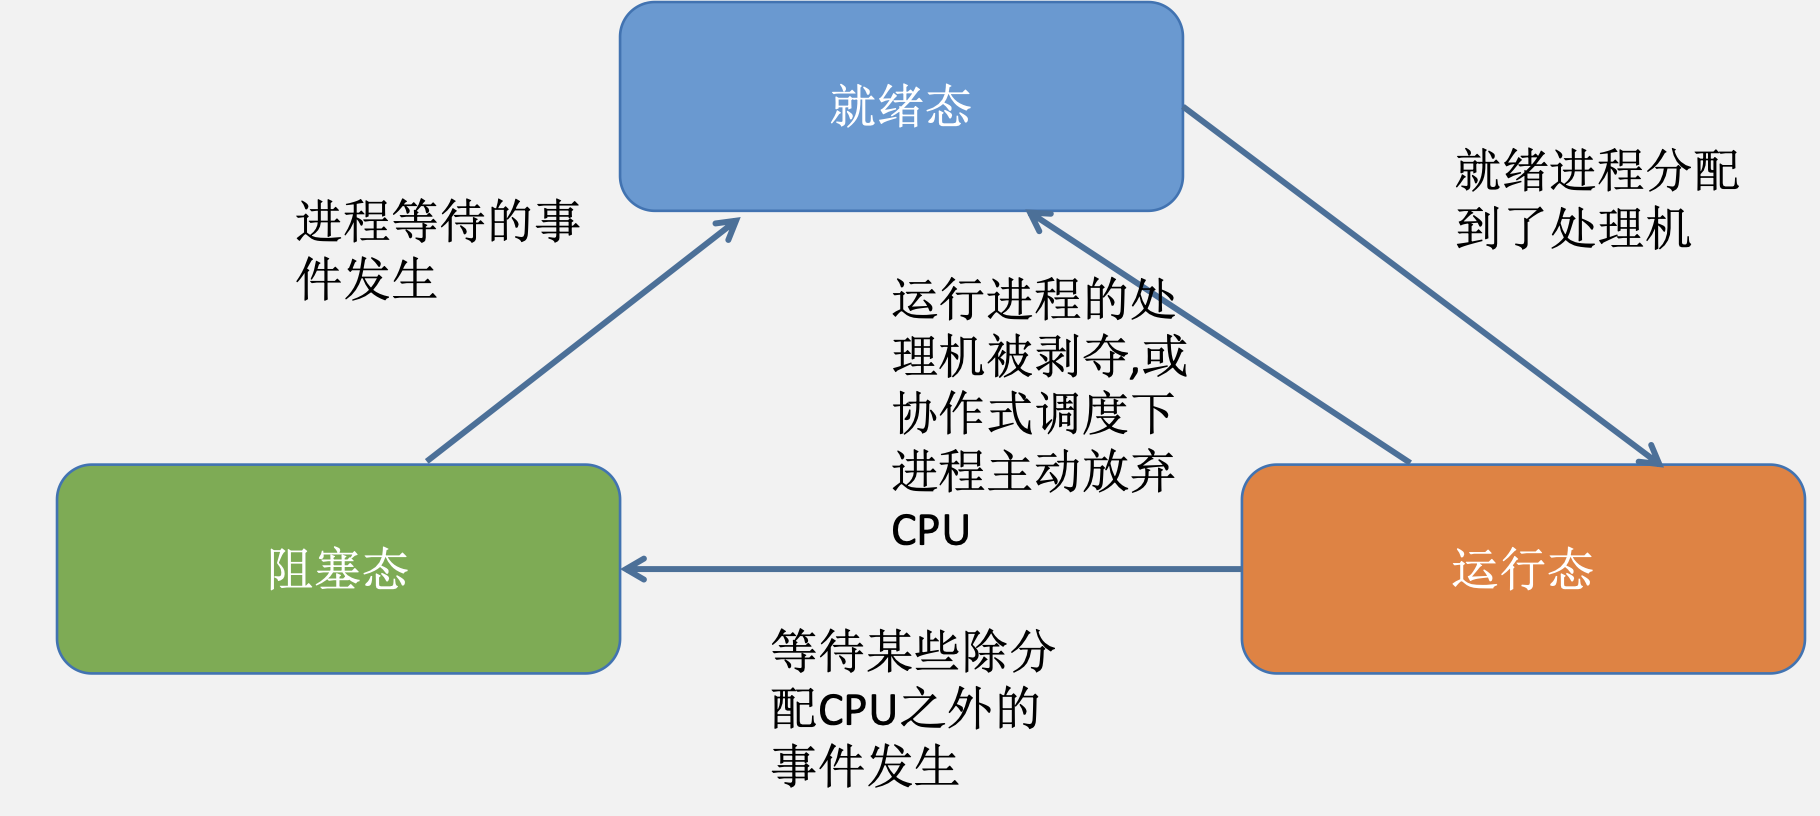 就绪态
就绪进程分配
到了处理机
进程等待的事
件发生
运行进程的处
理机被剥夺,或
协作式调度下
进程主动放弃
CPU
阻塞态
运行态
等待某些除分
配CPU之外的
事件发生